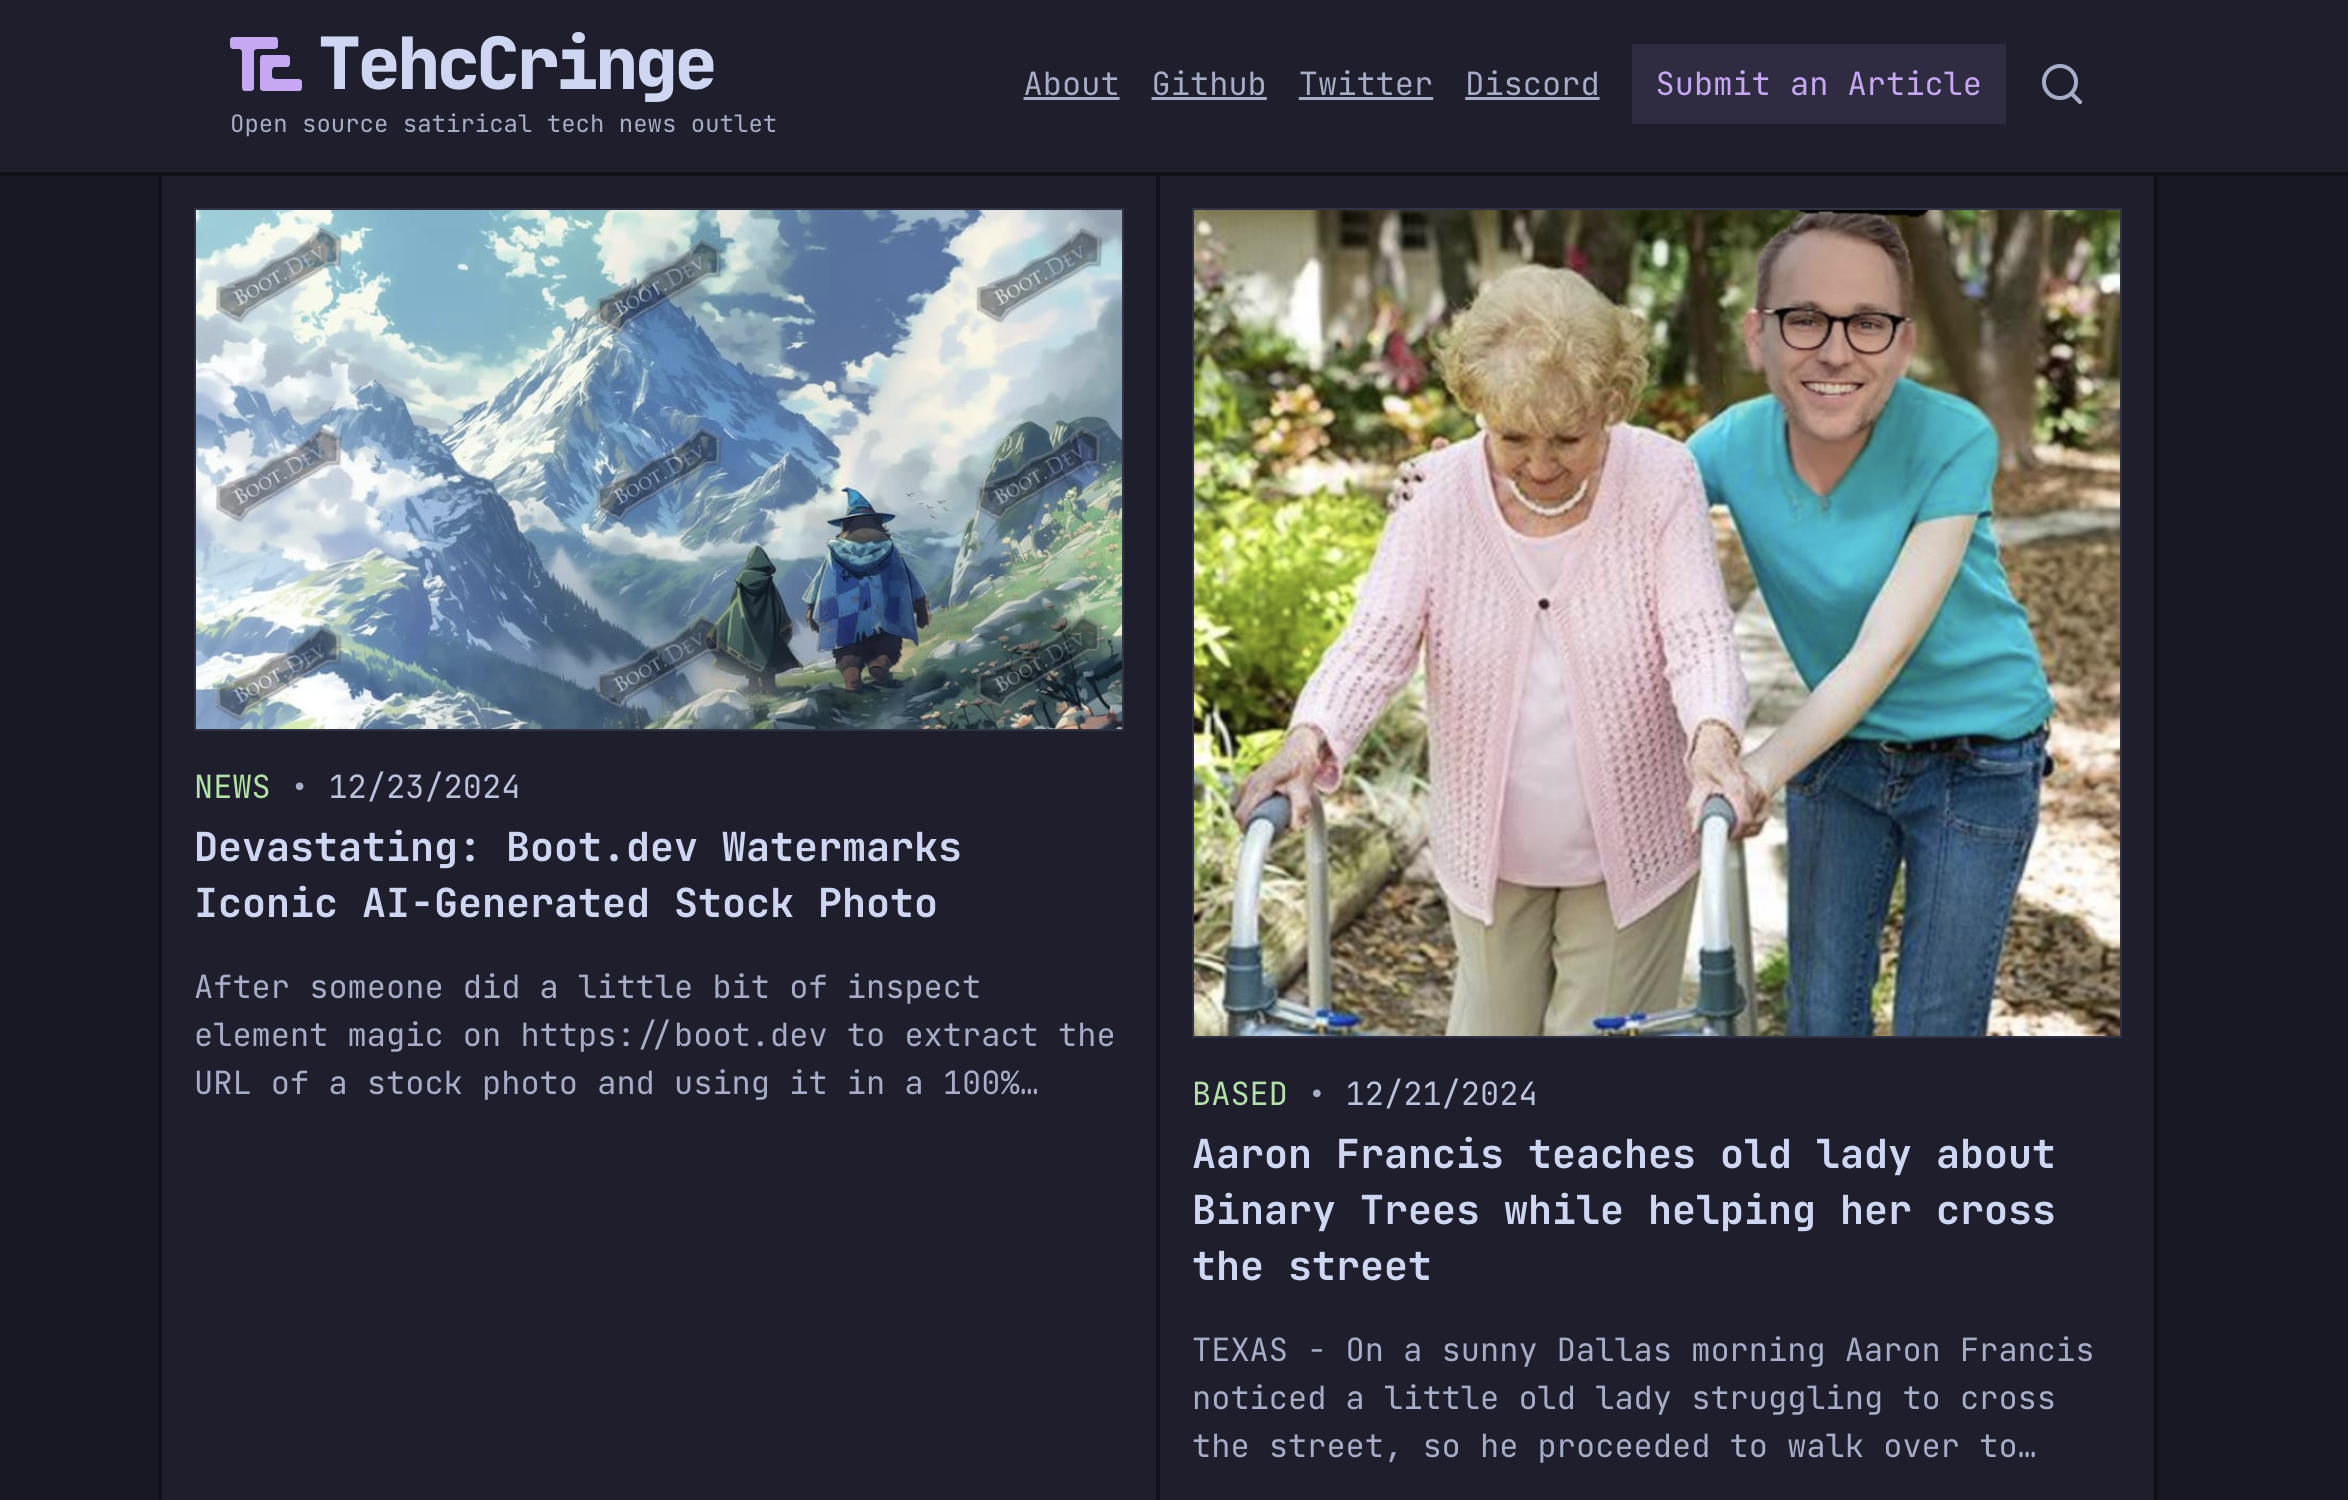 TC TehcCringe
Open source satirical tech news outlet
About Github Twitter Discord Submit an Article
BOOT.DEV BOOT.DEV BOOT.DEV
BOOT.DEV BOOT.DEV BOOT.DEV
BOOT.DEV BOOT.DEV BOOT.DEV
NEWS • 12/23/2024
Devastating: Boot.dev Watermarks
Iconic AI-Generated Stock Photo
After someone did a little bit of inspect
element magic on https://boot.dev to extract the
URL of a stock photo and using it in a 100%…
BASED • 12/21/2024
Aaron Francis teaches old lady about
Binary Trees while helping her cross
the street
TEXAS - On a sunny Dallas morning Aaron Francis
noticed a little old lady struggling to cross
the street, so he proceeded to walk over to…